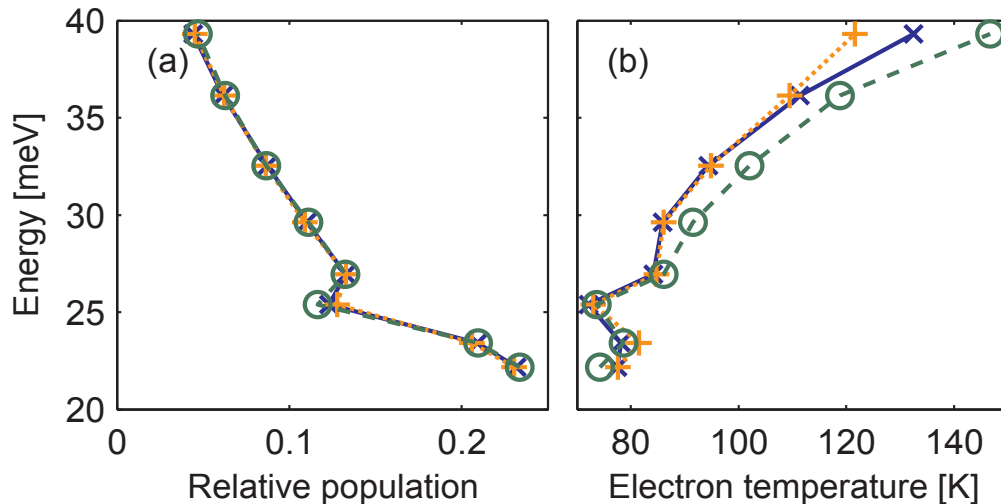 40
35
30
25
20
Energy [meV]
(a)
0
0.1
0.2
Relative population
(b)
80
100
120
140
Electron temperature [K]